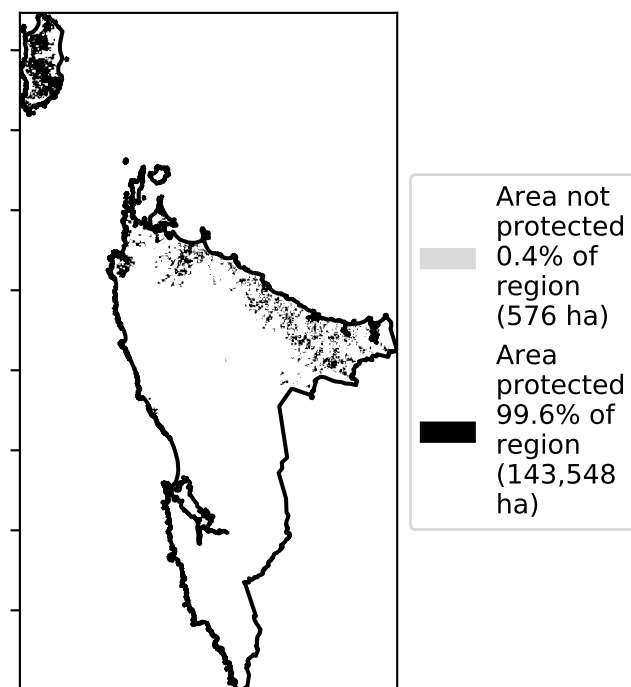 Area not
protected
0.4% of
region
(576 ha)
Area
protected
99.6% of
region
(143,548
ha)